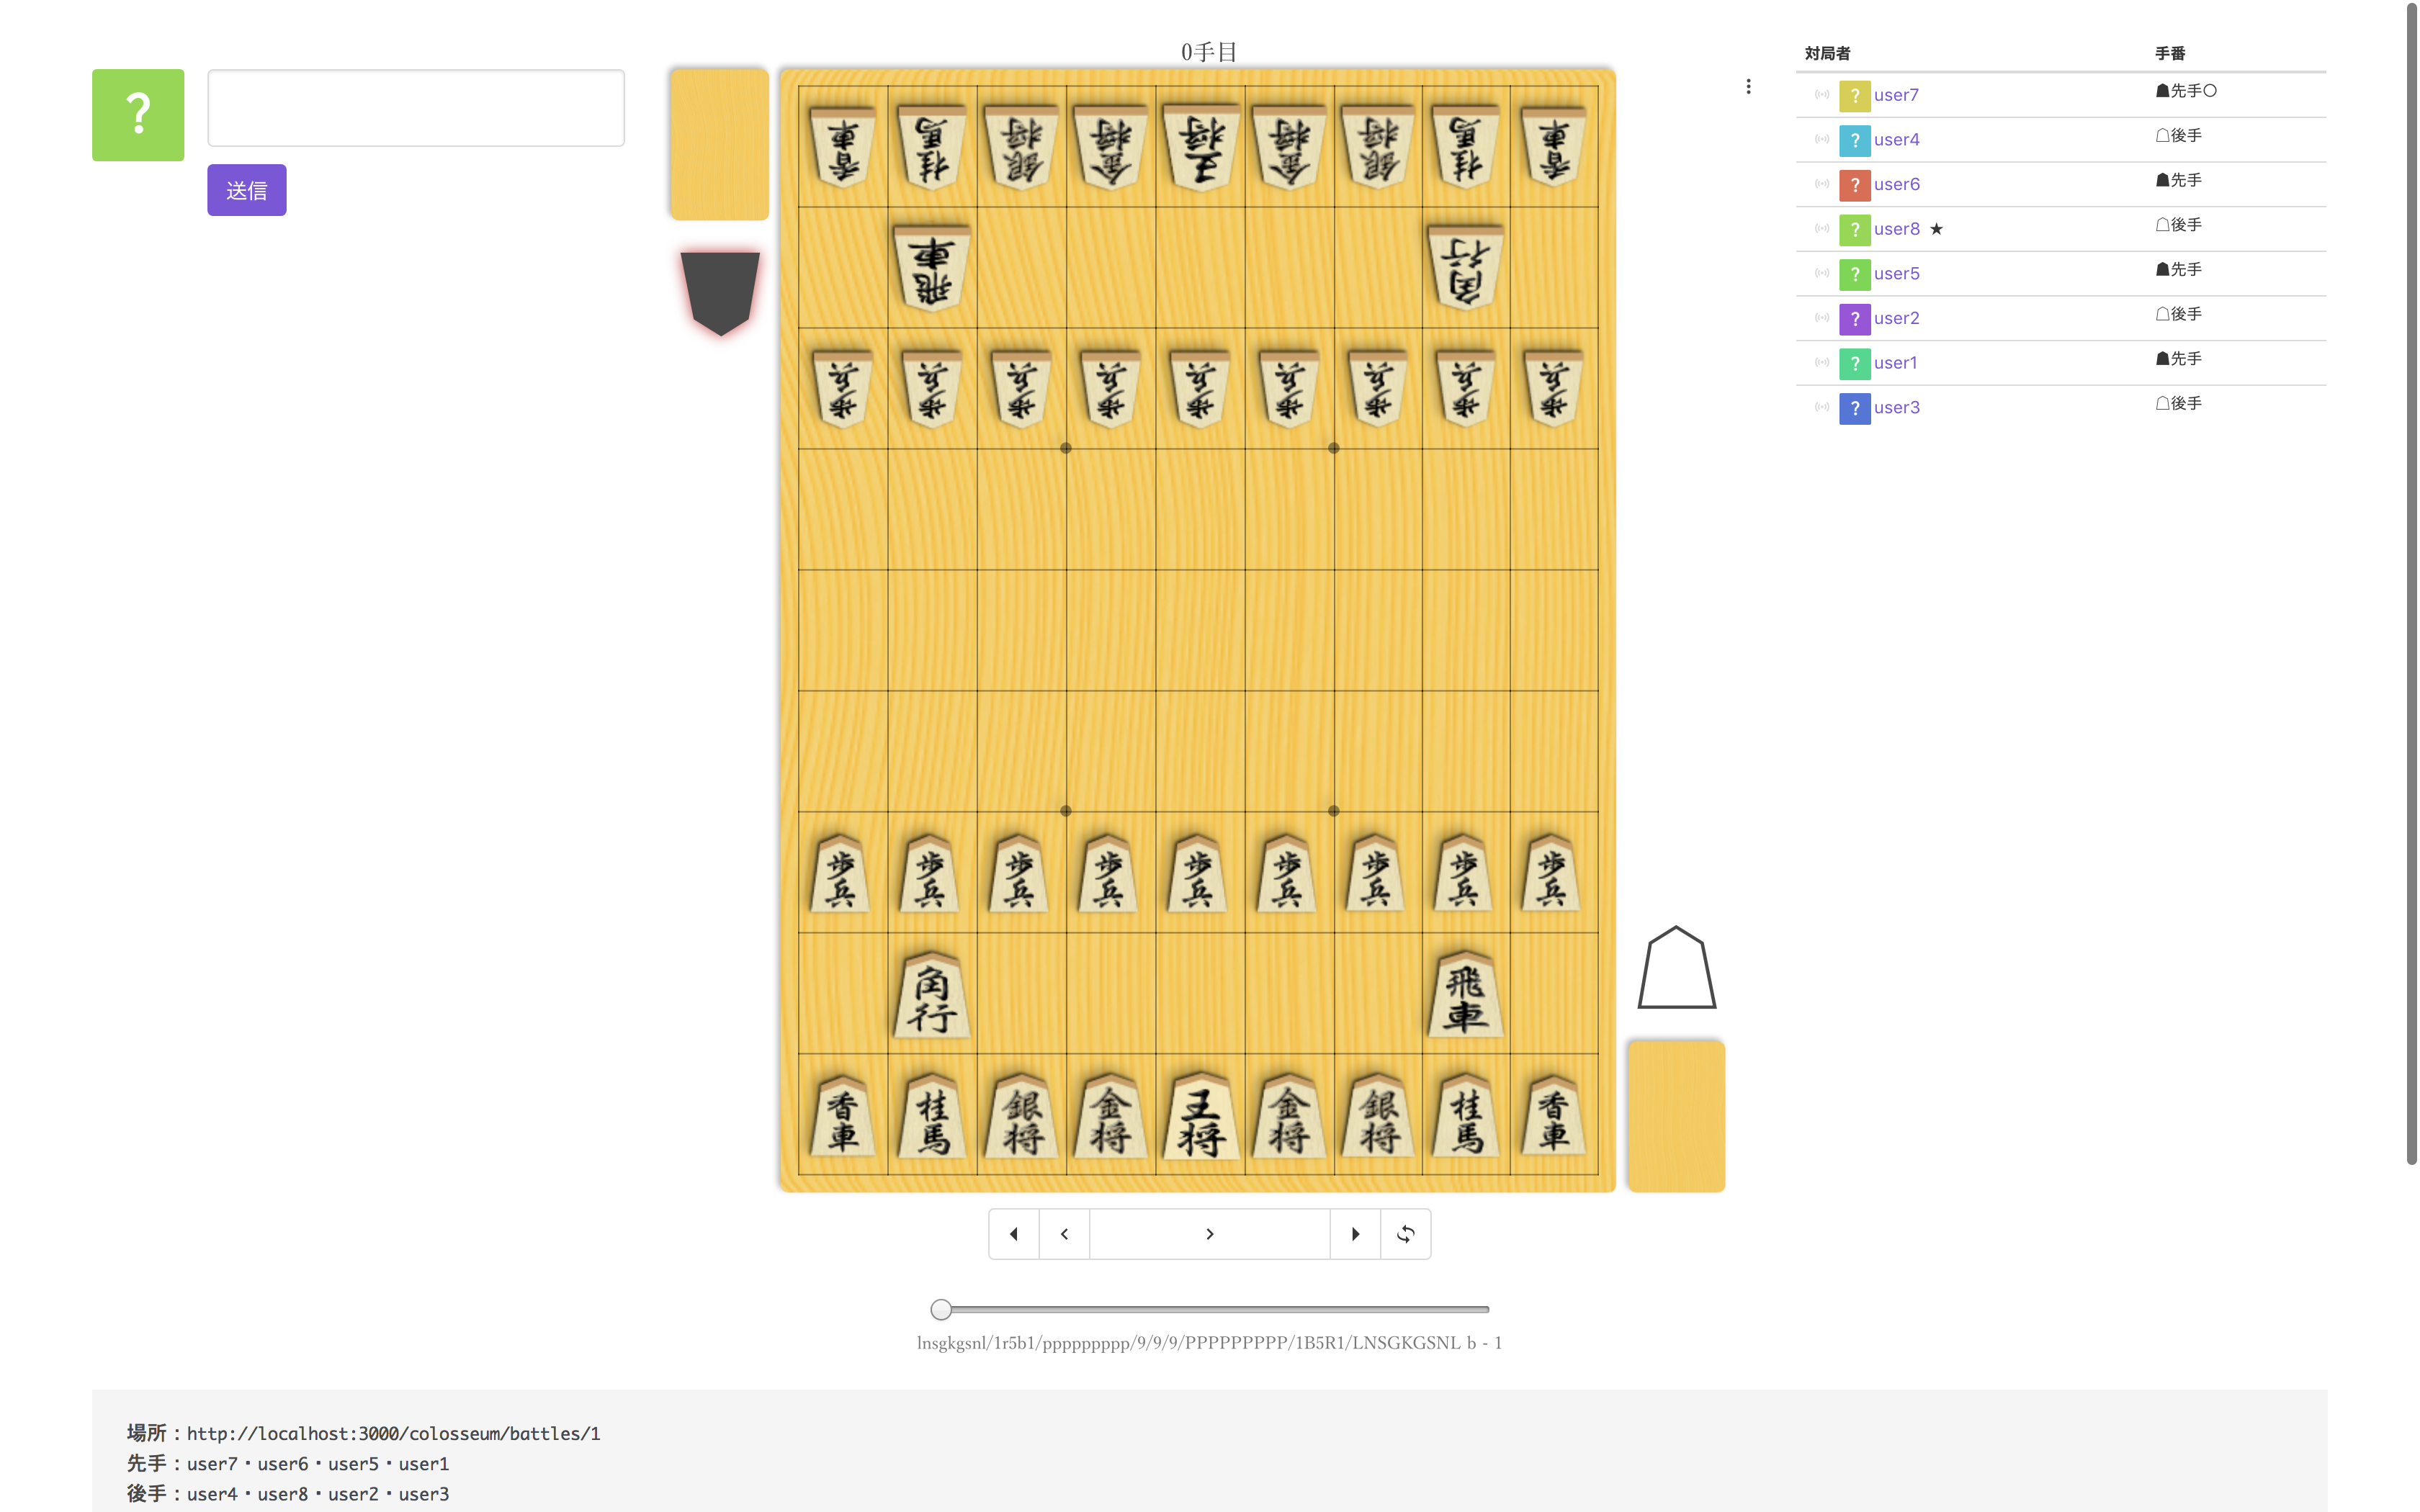 0手目
?
送信
対局者 手番
? user7 ☗先手○
? user4 ☖後手
? user6 ☗先手
? user8 ★ ☖後手
? user5 ☗先手
? user2 ☖後手
? user1 ☗先手
? user3 ☖後手
香車 桂馬 銀将 金将 王将 金将 銀将 桂馬 香車
飛車 角行
歩兵 歩兵 歩兵 歩兵 歩兵 歩兵 歩兵 歩兵 歩兵
歩兵 歩兵 歩兵 歩兵 歩兵 歩兵 歩兵 歩兵 歩兵
角行 飛車
香車 桂馬 銀将 金将 王将 金将 銀将 桂馬 香車
lnsgkgsnl/1r5b1/ppppppppp/9/9/9/PPPPPPPPP/1B5R1/LNSGKGSNL b - 1
場所：http://localhost:3000/colosseum/battles/1
先手：user7・user6・user5・user1
後手：user4・user8・user2・user3